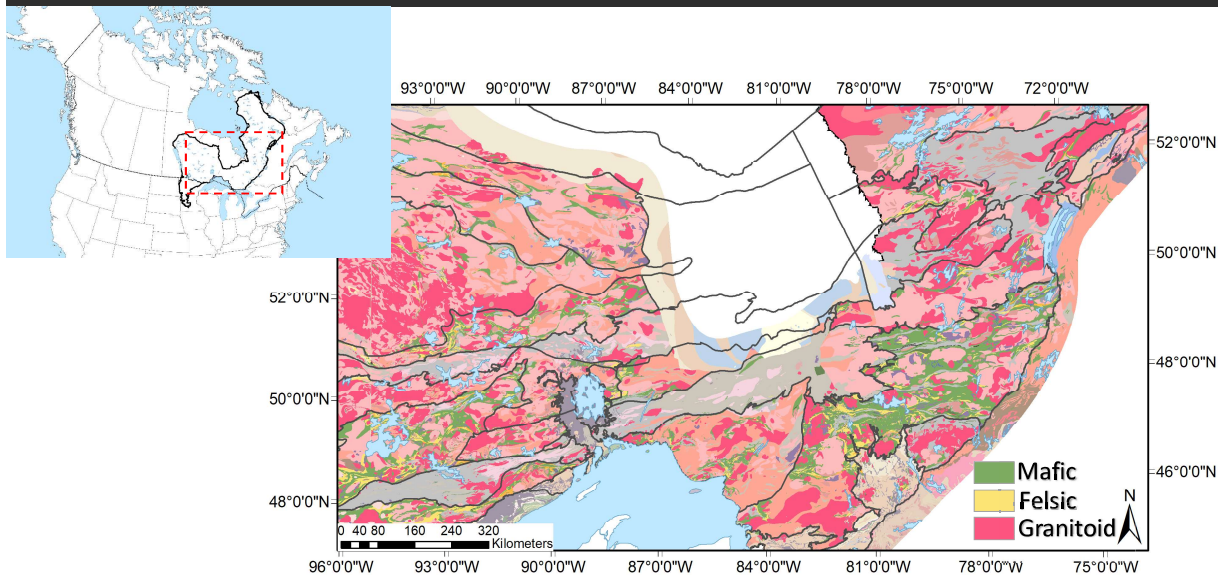 93°0'0"W 90°0'0"W 87°0'0"W 84°0'0"W 81°0'0"W 78°0'0"W 75°0'0"W 72°0'0"W
52°0'0"N
50°0'0"N
52°0'0"N
48°0'0"N
50°0'0"N
46°0'0"N
48°0'0"N
Mafic
Felsic
Granitoid
N
0 40 80 160 240 320
Kilometers
96°0'0"W 93°0'0"W 90°0'0"W 87°0'0"W 84°0'0"W 81°0'0"W 78°0'0"W 75°0'0"W